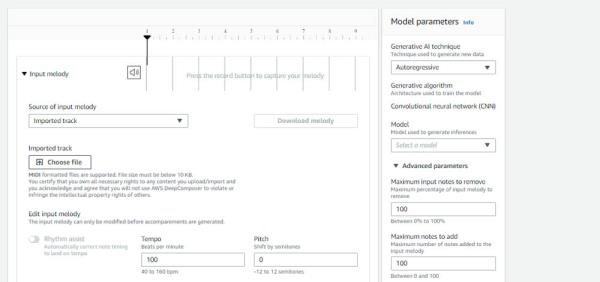 1 2 3 4 5 6 7 8 9
Input melody
Press the record button to capture your melody
Source of input melody
Imported track
Download melody
Imported track
Choose file
MIDI formatted files are supported. File size must be below 10 KB.
You certify that you own all necessary rights to any content you upload/import and
you acknowledge and agree that you will not use AWS DeepComposer to violate or
infringe the intellectual property rights of others.
Edit input melody
The input melody can only be modified before accompaniments are generated.
Rhythm assist
Automatically correct note timing
to land on tempo
Tempo
Beats per minute
100
40 to 160 bpm
Pitch
Shift by semitones
0
-12 to 12 semitones
Model parameters Info
Generative AI technique
Technique used to generate new data
Autoregressive
Generative algorithm
Architecture used to train the model
Convolutional neural network (CNN)
Model
Model used to generate inferences
Select a model
Advanced parameters
Maximum input notes to remove
Maximum percentage of input melody to
remove
100
Between 0% to 100%
Maximum notes to add
Maximum number of notes added to the
input melody
100
Between 0 and 100